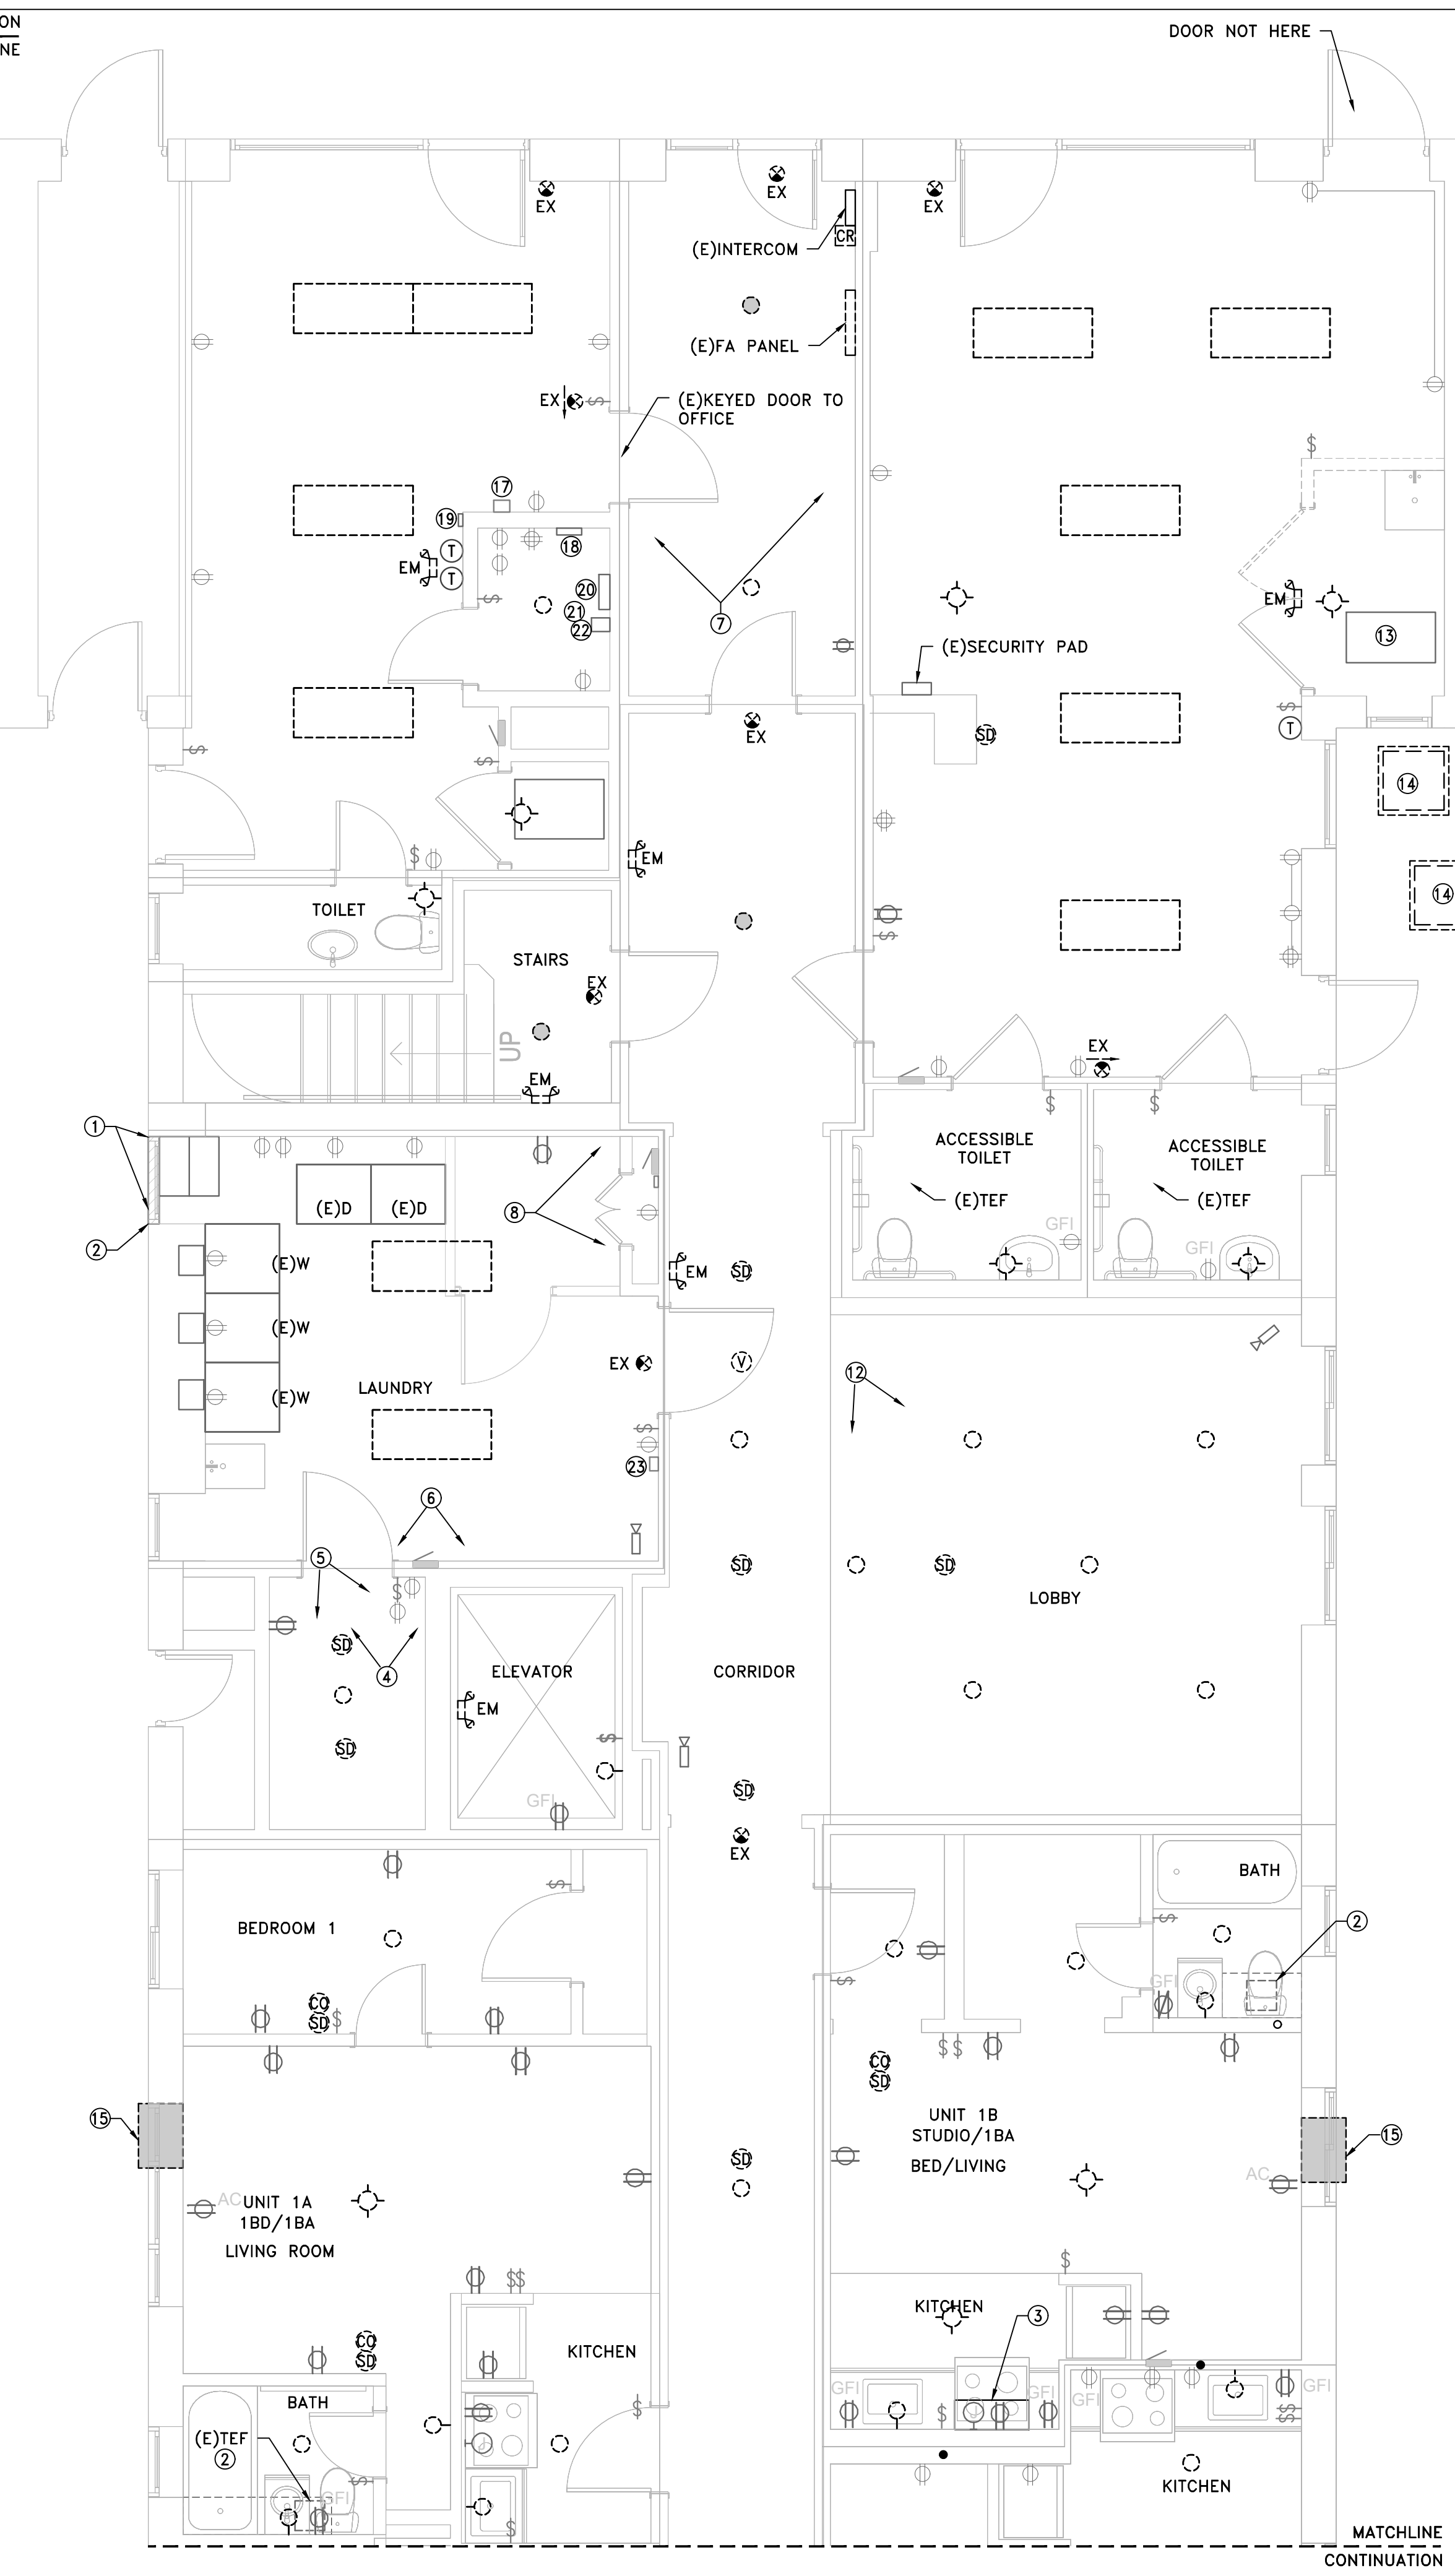 ON
NE
DOOR NOT HERE
EX
EX
EX
CR
(E)INTERCOM
(E)FA PANEL
EX
$
(E)KEYED DOOR TO
OFFICE
$
17
19
T
18
EM
T
20
EM
21
$
22
7
13
(E)SECURITY PAD
$
EX
SD
T
$
$
14
EM
$
14
TOILET
$
STAIRS
EX
UP
EX
EM
$
$
1
ACCESSIBLE
TOILET
ACCESSIBLE
TOILET
(E)D
(E)D
8
(E)TEF
(E)TEF
GFI
GFI
2
(E)W
EM
SD
(E)W
EX
V
12
LAUNDRY
(E)W
$
23
6
5
SD
SD
$
LOBBY
SD
4
ELEVATOR
CORRIDOR
EM
$
SD
SD
GFI
EX
BATH
$
BEDROOM 1
$
2
$
GFI
CO
SD
$
$$
CO
SD
15
UNIT 1B
STUDIO/1BA
15
SD
BED/LIVING
AC
AC
UNIT 1A
1BD/1BA
LIVING ROOM
$
$$
KITCHEN
3
CO
SD
KITCHEN
GFI
GFI
GFI
GFI
BATH
$
$
$
$
(E)TEF
2
$
GFI
KITCHEN
$
MATCHLINE
CONTINUATION